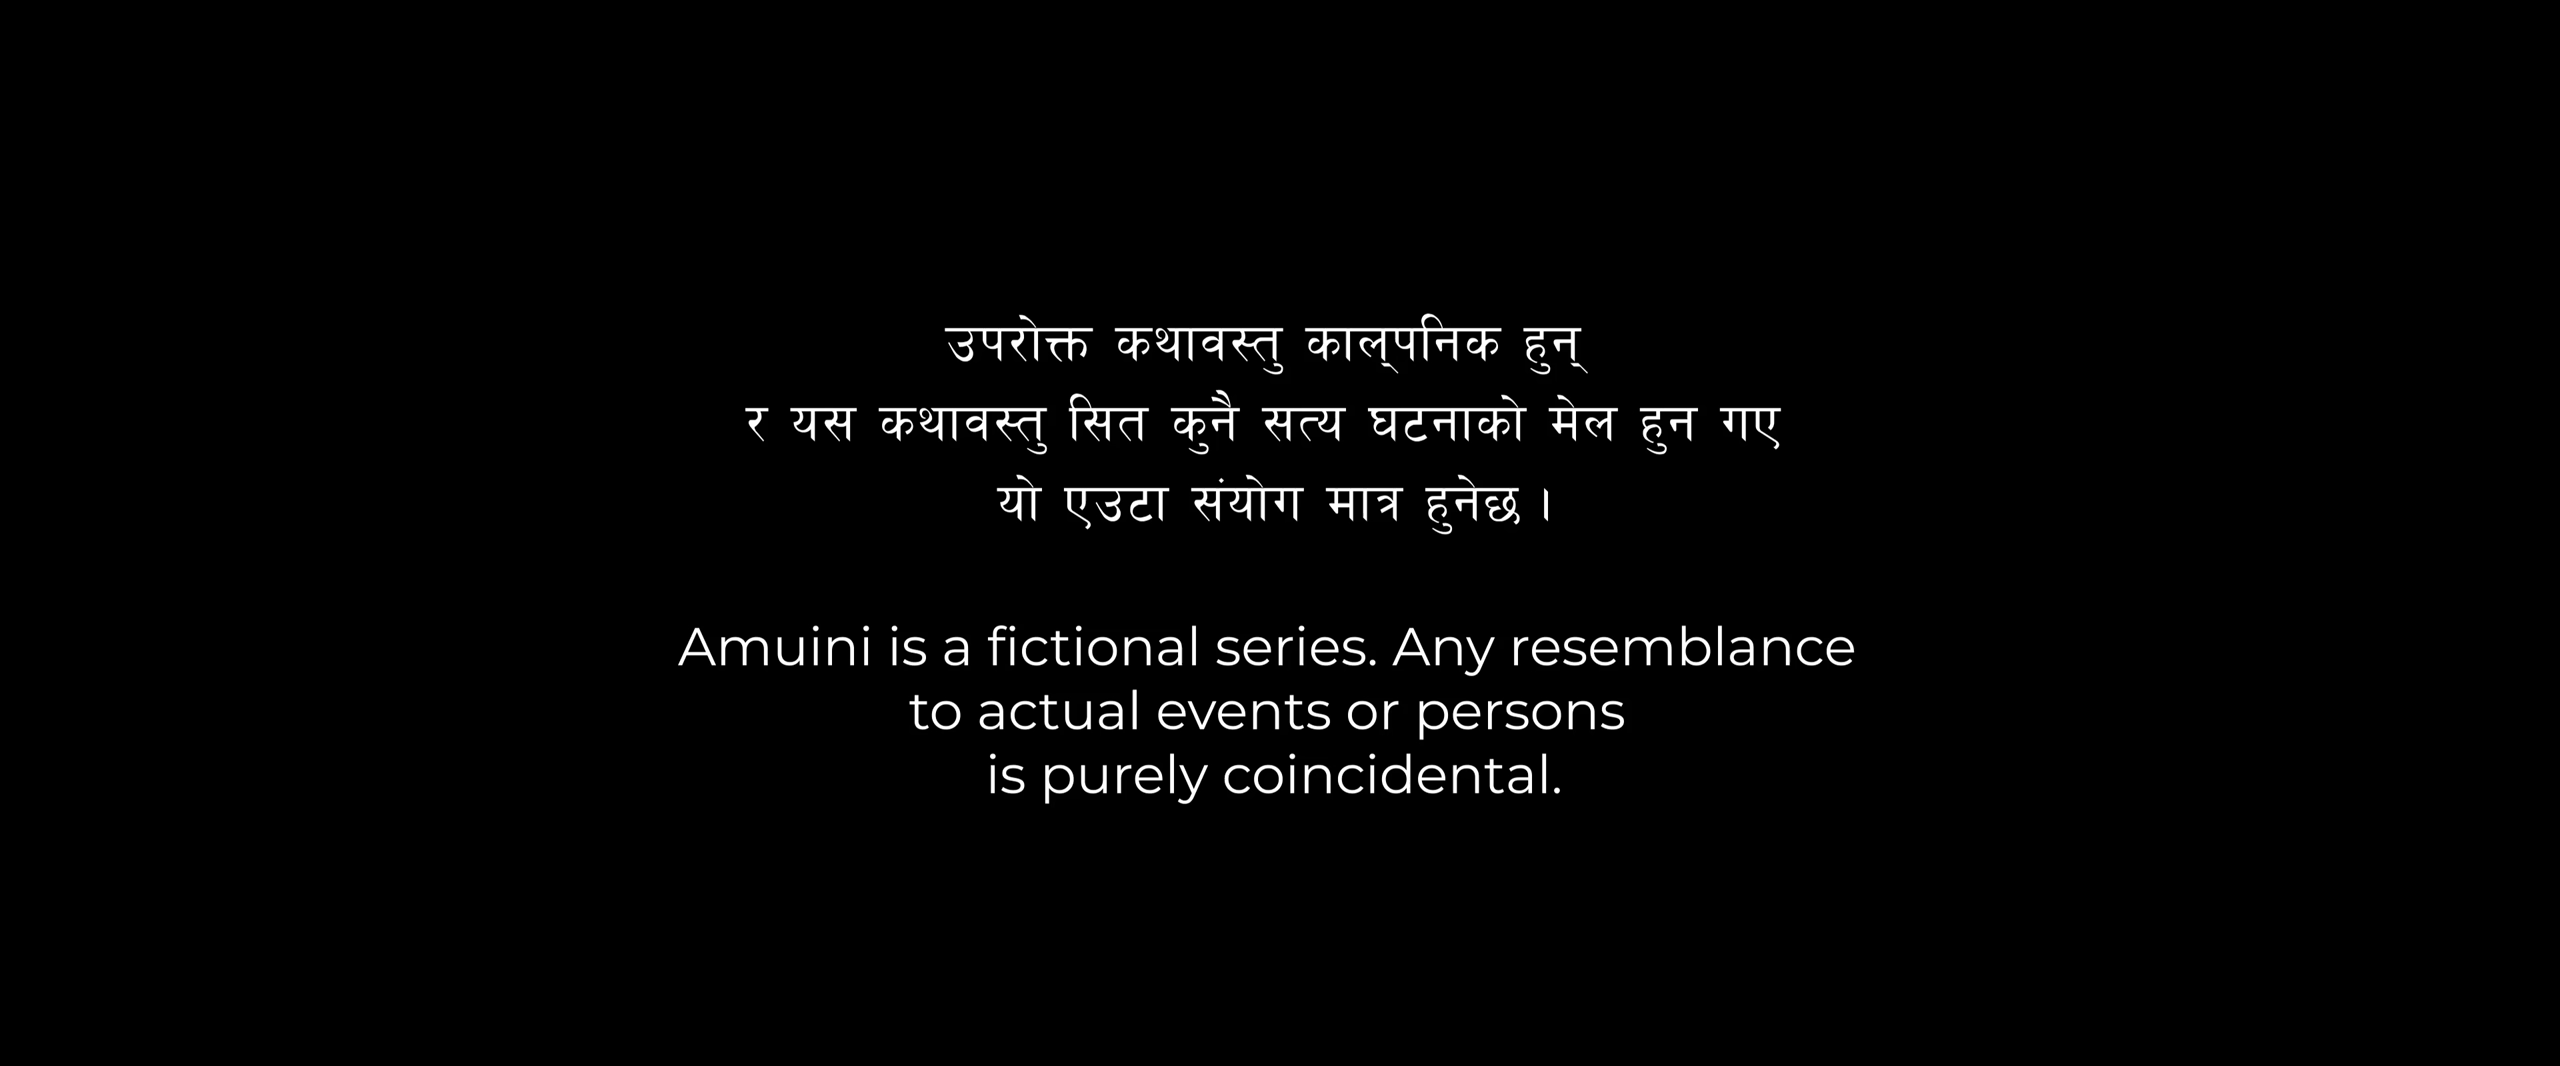 उपरोक्त कथावस्तु काल्‌पनिक हुन्
र यस कथावस्तु सित कुनै सत्य घटनाको मेल हुन गए
यो एउटा संयोग मात्र हुनेछ ।
Amuini is a fictional series. Any resemblance
to actual events or persons
is purely coincidental.